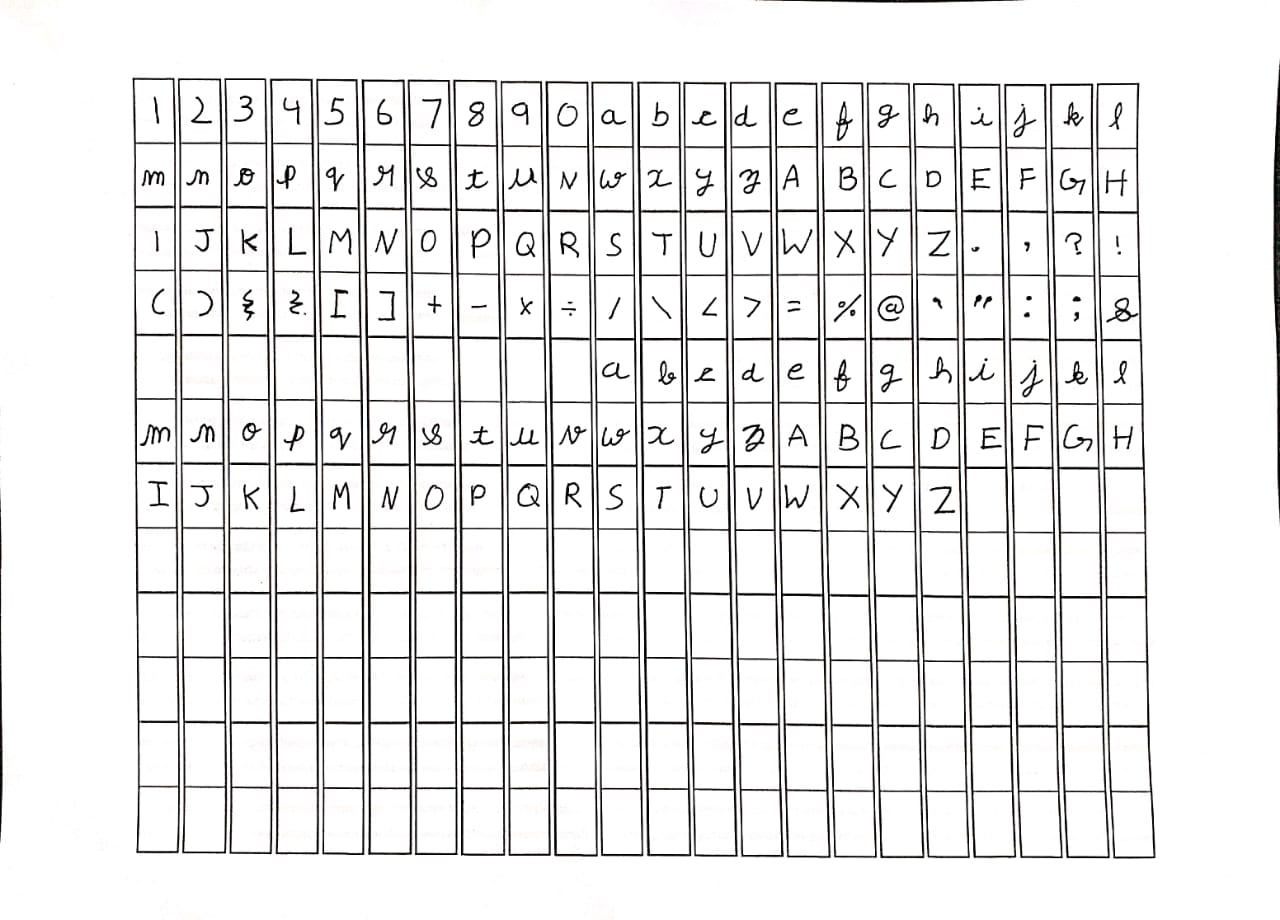 1 2 3 4 5 6 7 8 9 0 a b c d e f g h i j k l
m n o p q r s t u v w x y z A B C D E F G H
I J K L M N O P Q R S T U V W X Y Z . , ? !
( ) { } [ ] + - × ÷ / \ < > = % @ ' " : ; &
a b c d e f g h i j k l
m n o p q r s t u v w x y z A B C D E F G H
I J K L M N O P Q R S T U V W X Y Z